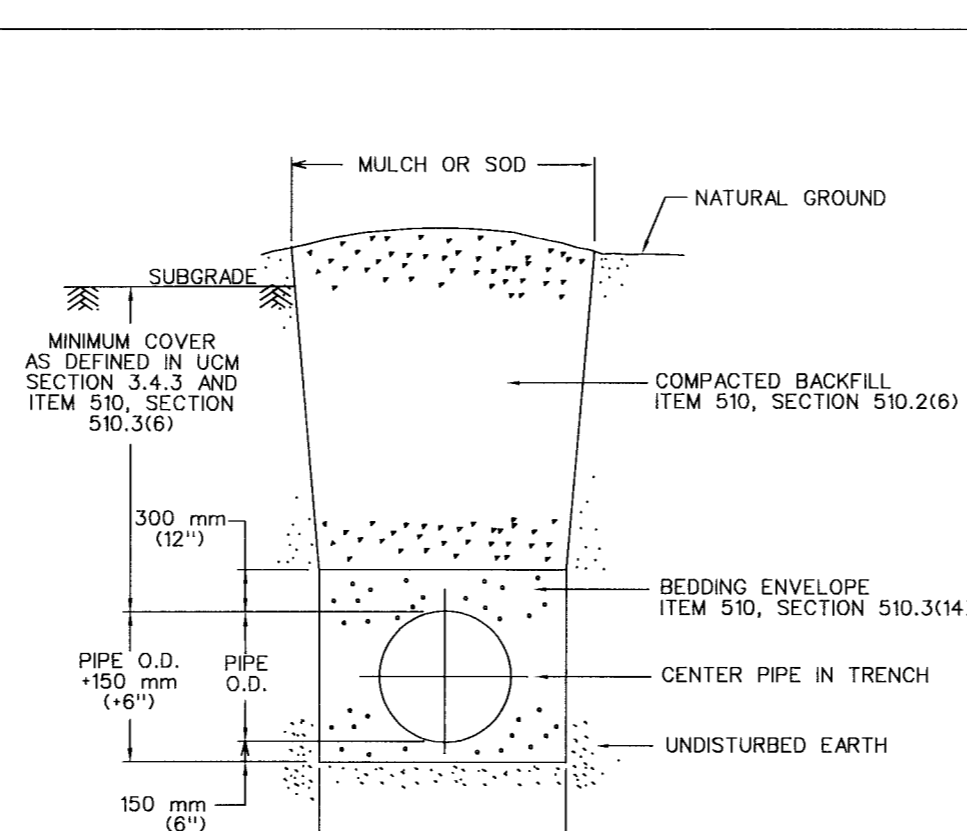 MULCH OR SOD
NATURAL GROUND
SUBGRADE
MINIMUM COVER
AS DEFINED IN UCM
SECTION 3.4.3 AND
ITEM 510, SECTION
510.3(6)
COMPACTED BACKFILL
ITEM 510, SECTION 510.2(6)
300 mm
(12")
BEDDING ENVELOPE
ITEM 510, SECTION 510.3(14)
PIPE O.D.
+150 mm
(+6")
PIPE
O.D.
CENTER PIPE IN TRENCH
UNDISTURBED EARTH
150 mm
(6")